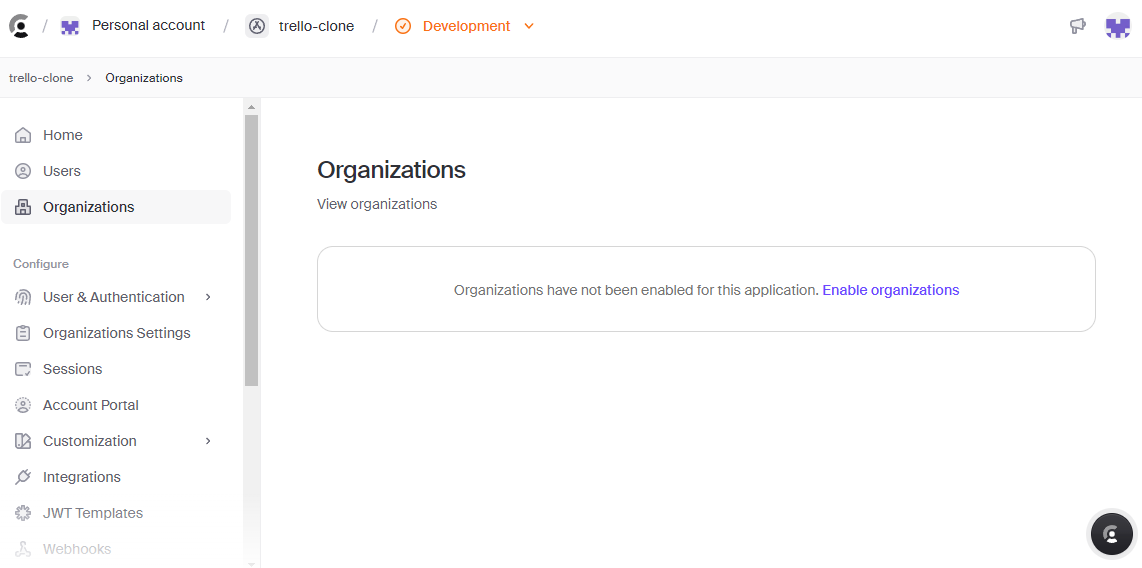 / Personal account / trello-clone / Development
trello-clone > Organizations
Home
Users
Organizations
Configure
User & Authentication
Organizations Settings
Sessions
Account Portal
Customization
Integrations
JWT Templates
Webhooks
Organizations
View organizations
Organizations have not been enabled for this application. Enable organizations